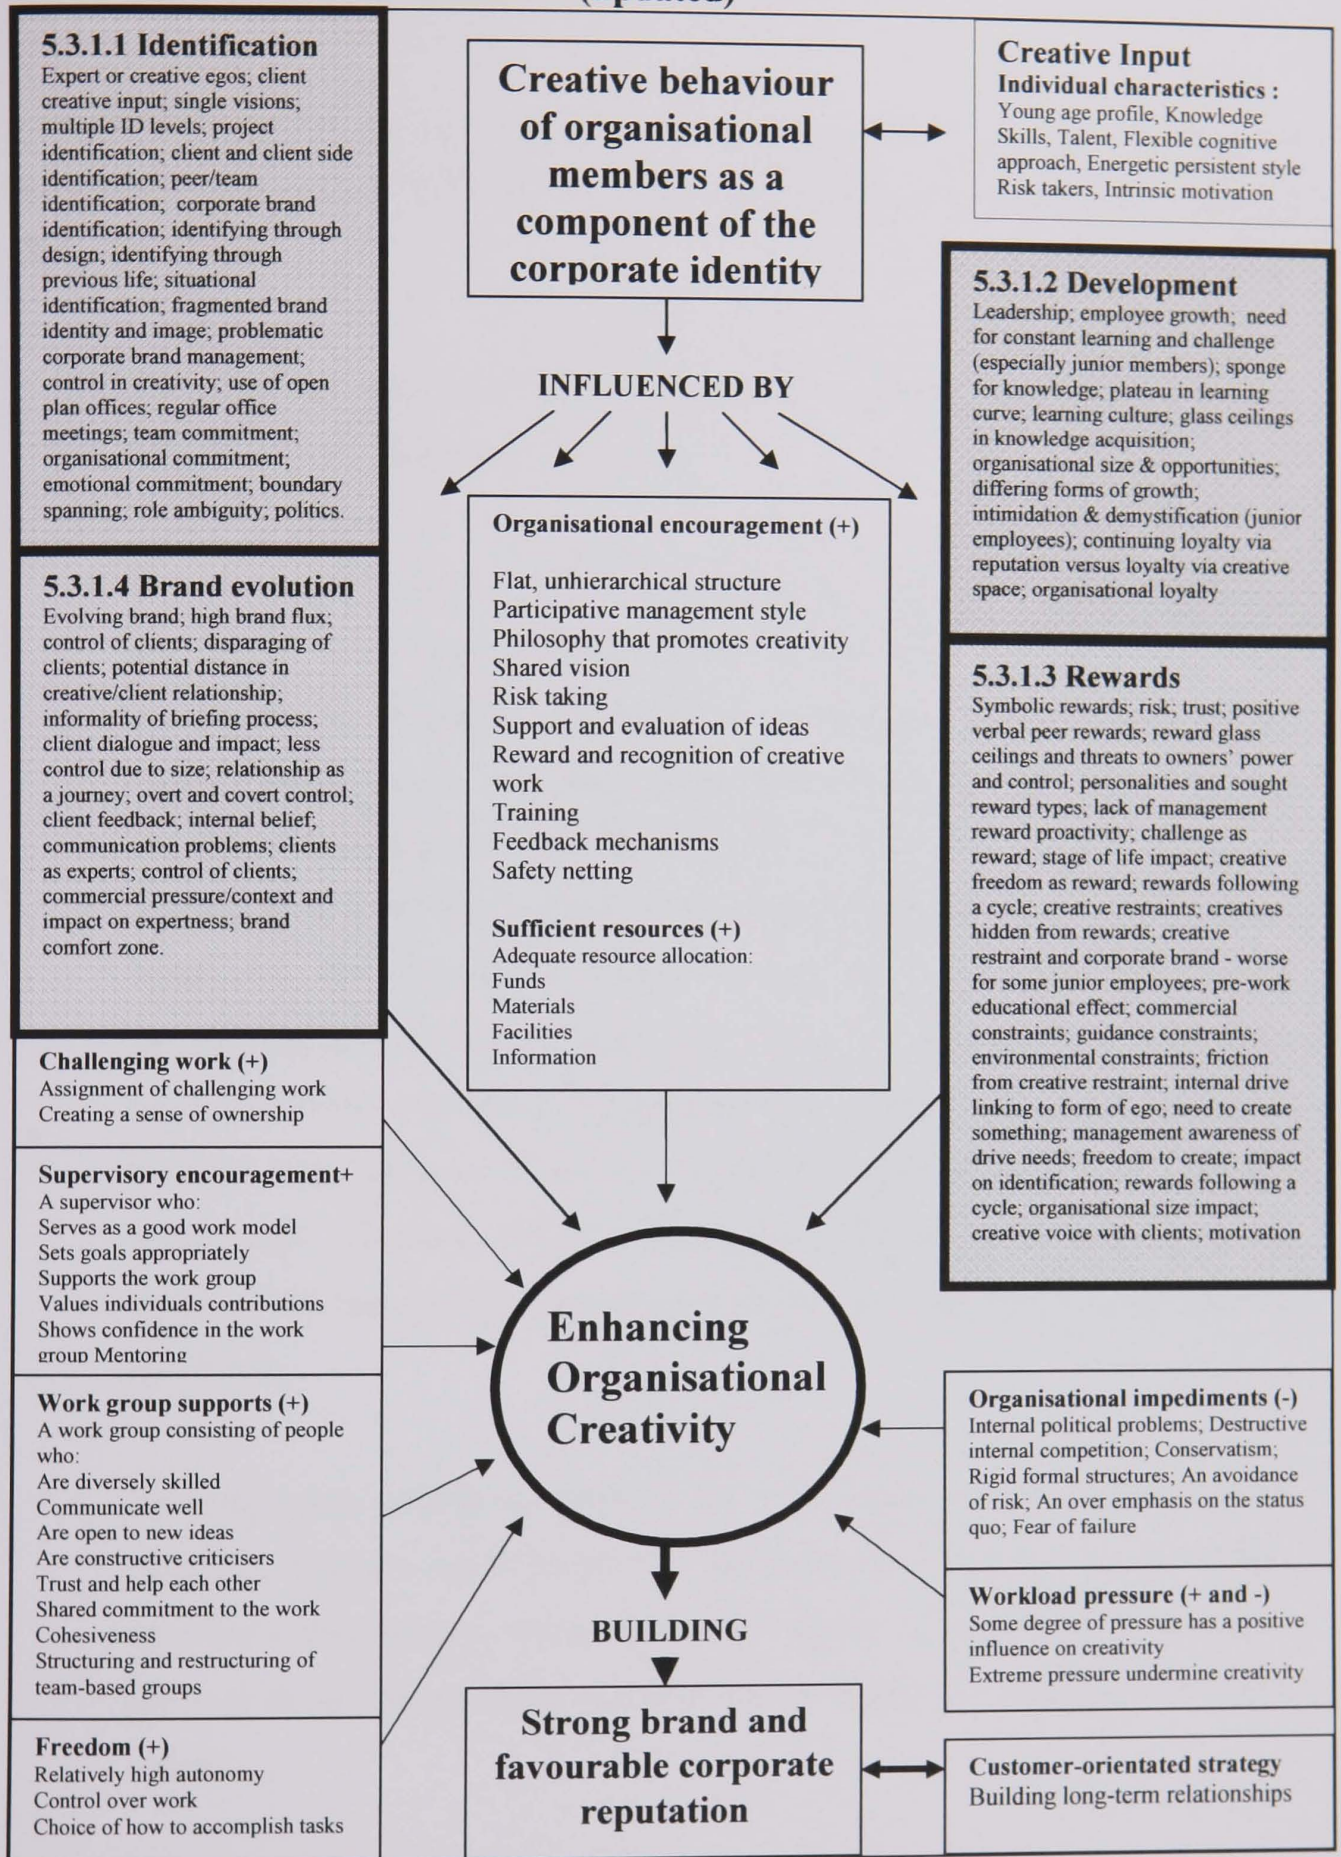 5.3.1.1 Identification
Expert or creative egos; client
creative input; single visions;
multiple ID levels; project
identification; client and client side
identification; peer/team
identification; corporate brand
identification; identifying through
design; identifying through
previous life; situational
identification; fragmented brand
identity and image; problematic
corporate brand management;
control in creativity; use of open
plan offices; regular office
meetings; team commitment;
organisational commitment;
emotional commitment; boundary
spanning; role ambiguity; politics.
5.3.1.4 Brand evolution
Evolving brand; high brand flux;
control of clients; disparaging of
clients; potential distance in
creative/client relationship;
informality of briefing process;
client dialogue and impact; less
control due to size; relationship as
a journey; overt and covert control;
client feedback; internal belief;
communication problems; clients
as experts; control of clients;
commercial pressure/context and
impact on expertness; brand
comfort zone.
Challenging work (+)
Assignment of challenging work
Creating a sense of ownership
Supervisory encouragement+
A supervisor who:
Serves as a good work model
Sets goals appropriately
Supports the work group
Values individuals contributions
Shows confidence in the work
group Mentoring
Work group supports (+)
A work group consisting of people
who:
Are diversely skilled
Communicate well
Are open to new ideas
Are constructive criticisers
Trust and help each other
Shared commitment to the work
Cohesiveness
Structuring and restructuring of
team-based groups
Freedom (+)
Relatively high autonomy
Control over work
Choice of how to accomplish tasks
Creative behaviour
of organisational
members as a
component of the
corporate identity
INFLUENCED BY
Organisational encouragement (+)
Flat, unhierarchical structure
Participative management style
Philosophy that promotes creativity
Shared vision
Risk taking
Support and evaluation of ideas
Reward and recognition of creative
work
Training
Feedback mechanisms
Safety netting
Sufficient resources (+)
Adequate resource allocation:
Funds
Materials
Facilities
Information
Enhancing
Organisational
Creativity
BUILDING
Strong brand and
favourable corporate
reputation
Creative Input
Individual characteristics :
Young age profile, Knowledge
Skills, Talent, Flexible cognitive
approach, Energetic persistent style
Risk takers, Intrinsic motivation
5.3.1.2 Development
Leadership; employee growth; need
for constant learning and challenge
(especially junior members); sponge
for knowledge; plateau in learning
curve; learning culture; glass ceilings
in knowledge acquisition;
organisational size & opportunities;
differing forms of growth;
intimidation & demystification (junior
employees); continuing loyalty via
reputation versus loyalty via creative
space; organisational loyalty
5.3.1.3 Rewards
Symbolic rewards; risk; trust; positive
verbal peer rewards; reward glass
ceilings and threats to owners' power
and control; personalities and sought
reward types; lack of management
reward proactivity; challenge as
reward; stage of life impact; creative
freedom as reward; rewards following
a cycle; creative restraints; creatives
hidden from rewards; creative
restraint and corporate brand - worse
for some junior employees; pre-work
educational effect; commercial
constraints; guidance constraints;
environmental constraints; friction
from creative restraint; internal drive
linking to form of ego; need to create
something; management awareness of
drive needs; freedom to create; impact
on identification; rewards following a
cycle; organisational size impact;
creative voice with clients; motivation
Organisational impediments (-)
Internal political problems; Destructive
internal competition; Conservatism;
Rigid formal structures; An avoidance
of risk; An over emphasis on the status
quo; Fear of failure
Workload pressure (+ and -)
Some degree of pressure has a positive
influence on creativity
Extreme pressure undermine creativity
Customer-orientated strategy
Building long-term relationships